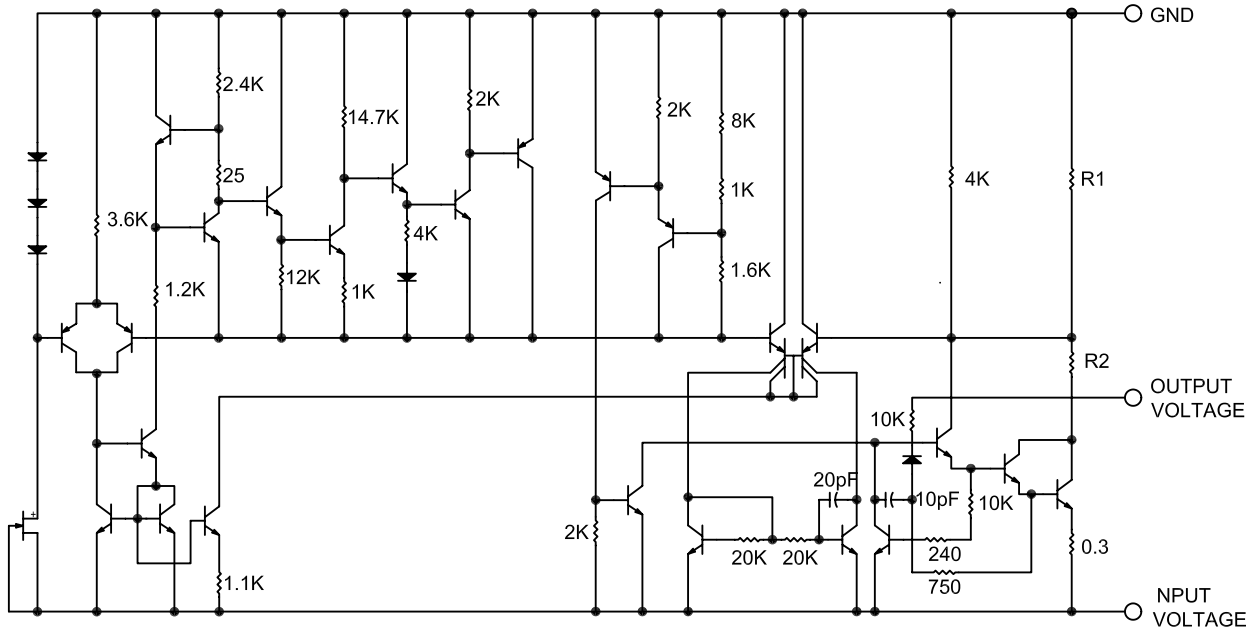 GND
2.4K
2K
14.7K
2K
8K
25
1K
4K
R1
3.6K
4K
12K
1K
1.2K
1.6K
R2
OUTPUT
VOLTAGE
10K
20pF
10pF
10K
2K
20K
20K
240
0.3
1.1K
750
NPUT
VOLTAGE